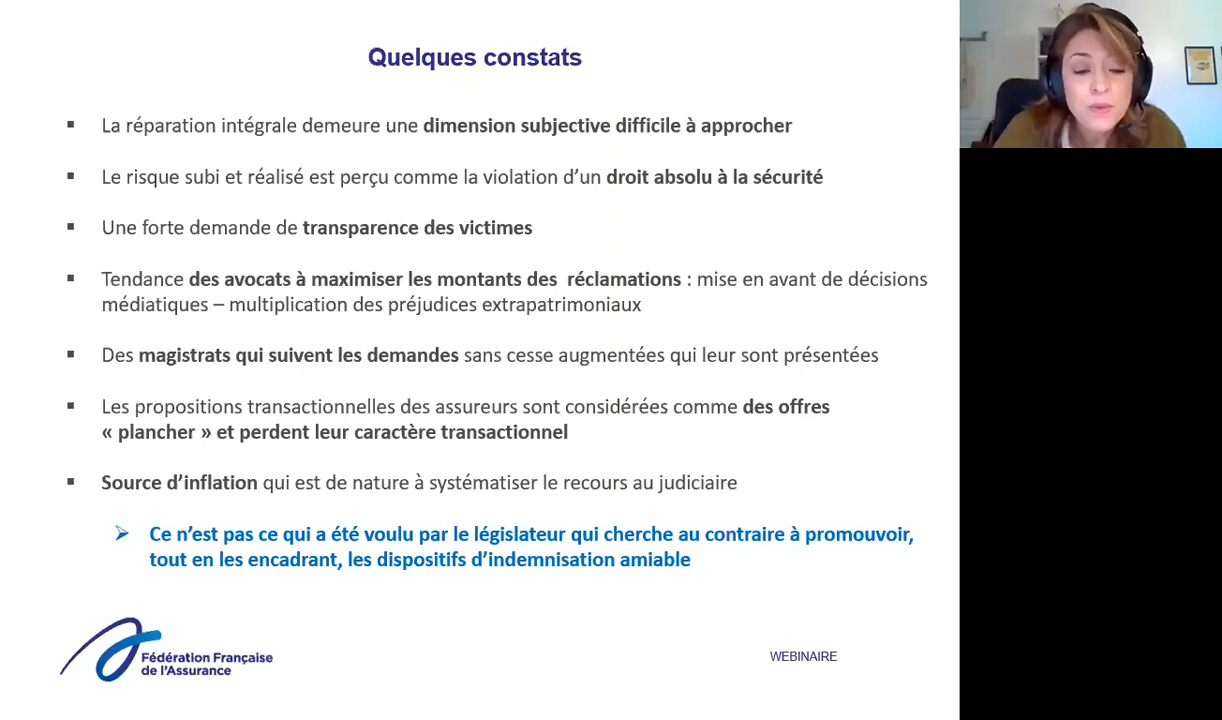 Quelques constats
▪ La réparation intégrale demeure une dimension subjective difficile à approcher
▪ Le risque subi et réalisé est perçu comme la violation d’un droit absolu à la sécurité
▪ Une forte demande de transparence des victimes
▪ Tendance des avocats à maximiser les montants des réclamations : mise en avant de décisions
médiatiques – multiplication des préjudices extrapatrimoniaux
▪ Des magistrats qui suivent les demandes sans cesse augmentées qui leur sont présentées
▪ Les propositions transactionnelles des assureurs sont considérées comme des offres
« plancher » et perdent leur caractère transactionnel
▪ Source d’inflation qui est de nature à systématiser le recours au judiciaire
➢ Ce n’est pas ce qui a été voulu par le législateur qui cherche au contraire à promouvoir,
tout en les encadrant, les dispositifs d’indemnisation amiable
Fédération Française
de l’Assurance
WEBINAIRE